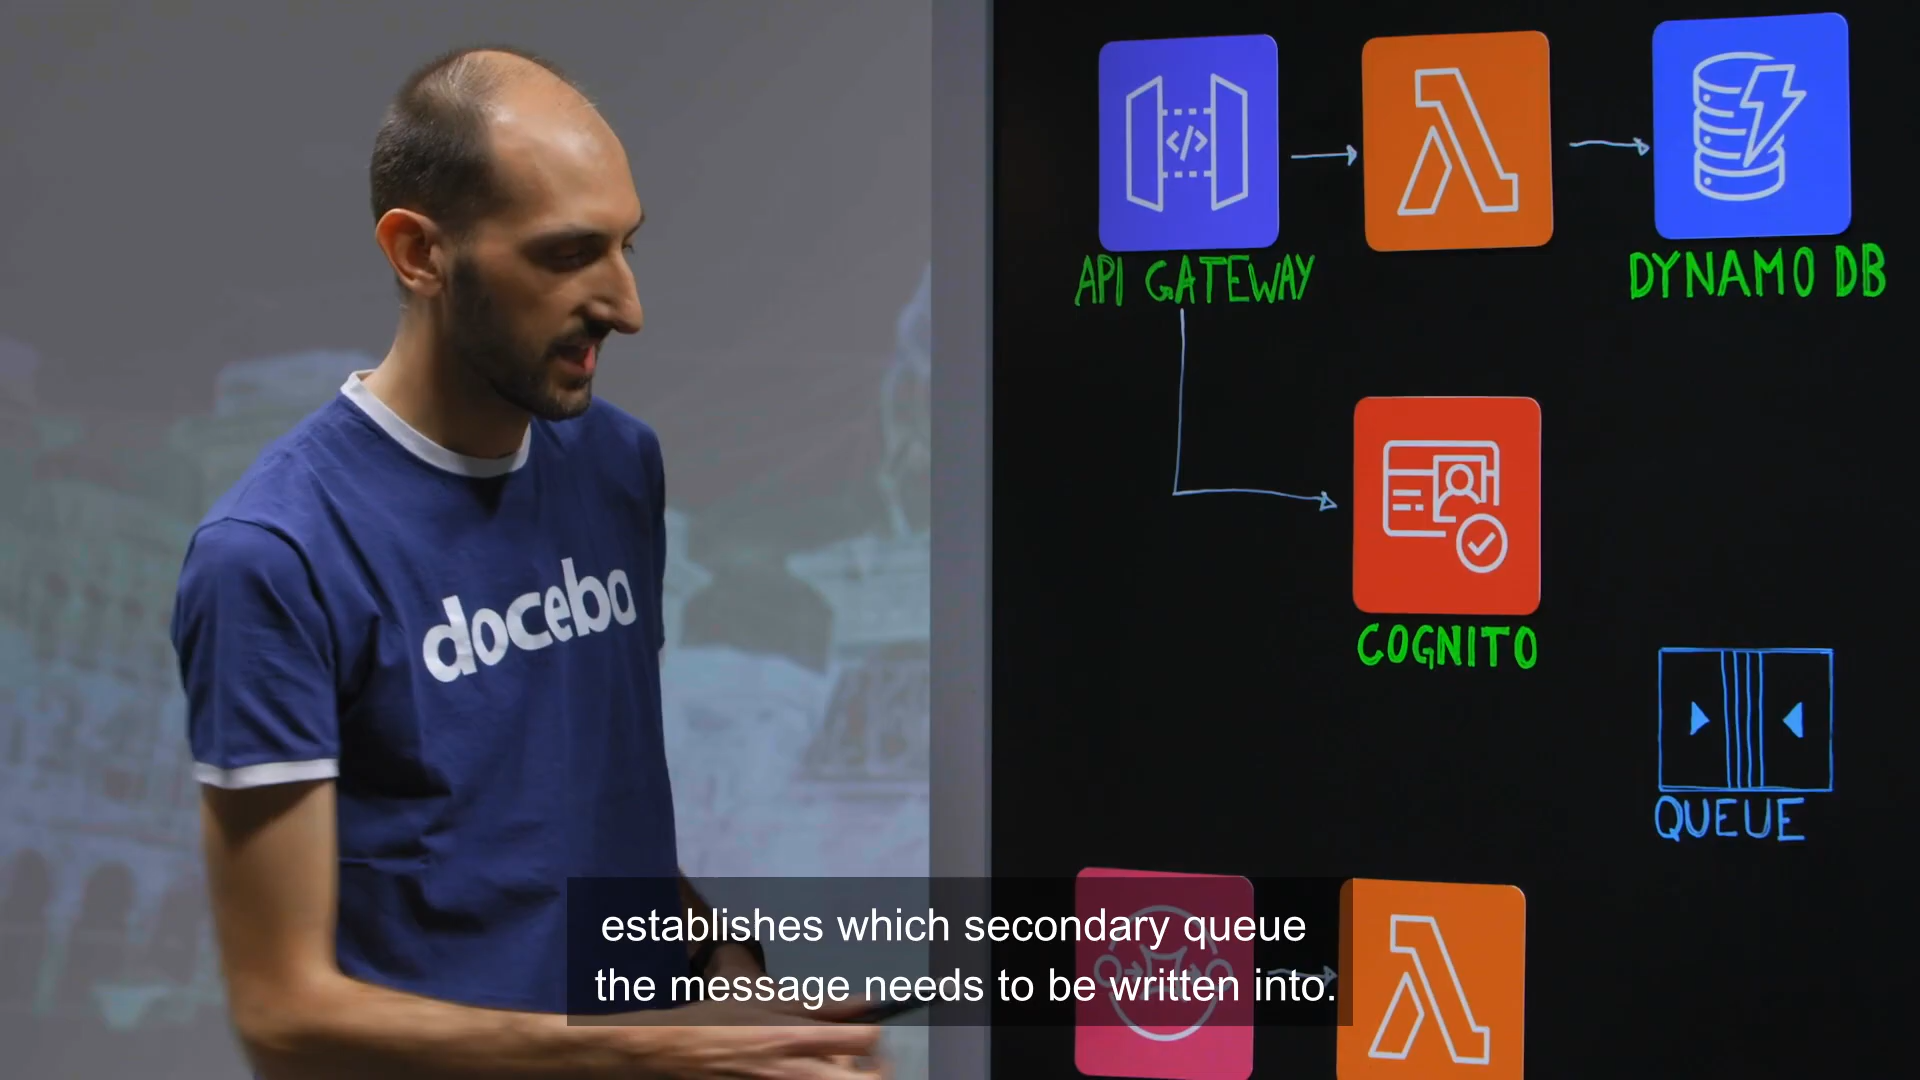 API GATEWAY
DYNAMO DB
COGNITO
docebo
QUEUE
establishes which secondary queue
the message needs to be written into.